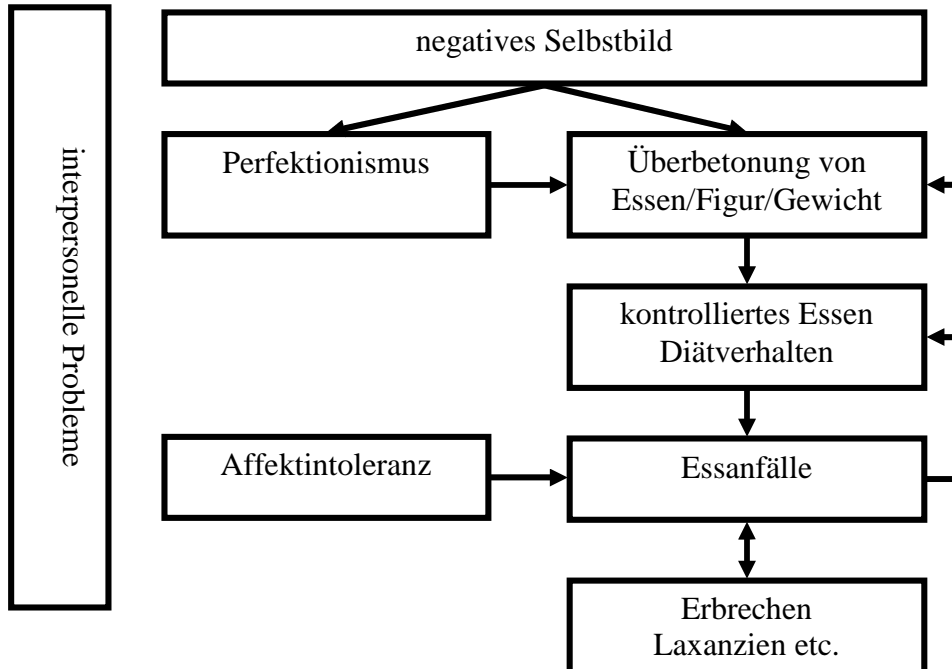 negatives Selbstbild
interpersonelle Probleme
Perfektionismus
Überbetonung von
Essen/Figur/Gewicht
kontrolliertes Essen
Diätverhalten
Affektintoleranz
Essanfälle
Erbrechen
Laxanzien etc.